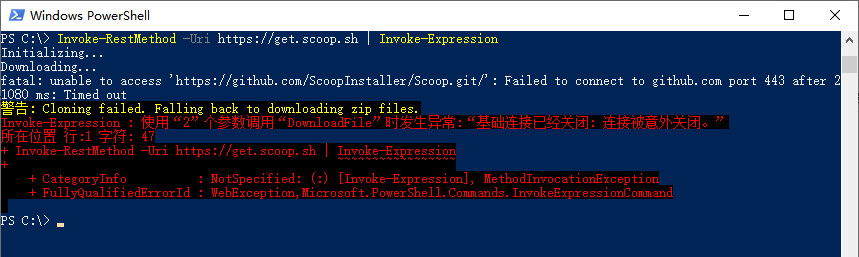 Windows PowerShell
PS C:\> Invoke-RestMethod -Uri https://get.scoop.sh | Invoke-Expression
Initializing...
Downloading...
fatal: unable to access 'https://github.com/ScoopInstaller/Scoop.git/': Failed to connect to github.com port 443 after 2
1080 ms: Timed out
警告: Cloning failed. Falling back to downloading zip files.
Invoke-Expression : 使用“2”个参数调用“DownloadFile”时发生异常:“基础连接已经关闭: 连接被意外关闭。”
所在位置 行:1 字符: 47
+ Invoke-RestMethod -Uri https://get.scoop.sh | Invoke-Expression
+
    + CategoryInfo          : NotSpecified: (:) [Invoke-Expression], MethodInvocationException
    + FullyQualifiedErrorId : WebException,Microsoft.PowerShell.Commands.InvokeExpressionCommand
PS C:\>